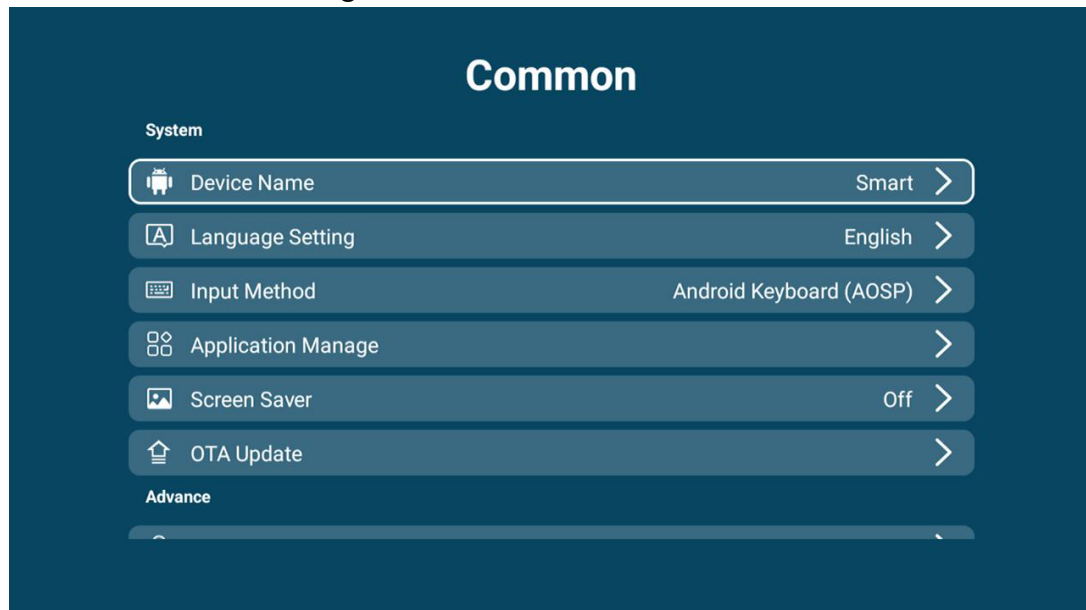 Common
System
Device Name Smart
A Language Setting English
Input Method Android Keyboard (AOSP)
Application Manage
Screen Saver Off
OTA Update
Advance